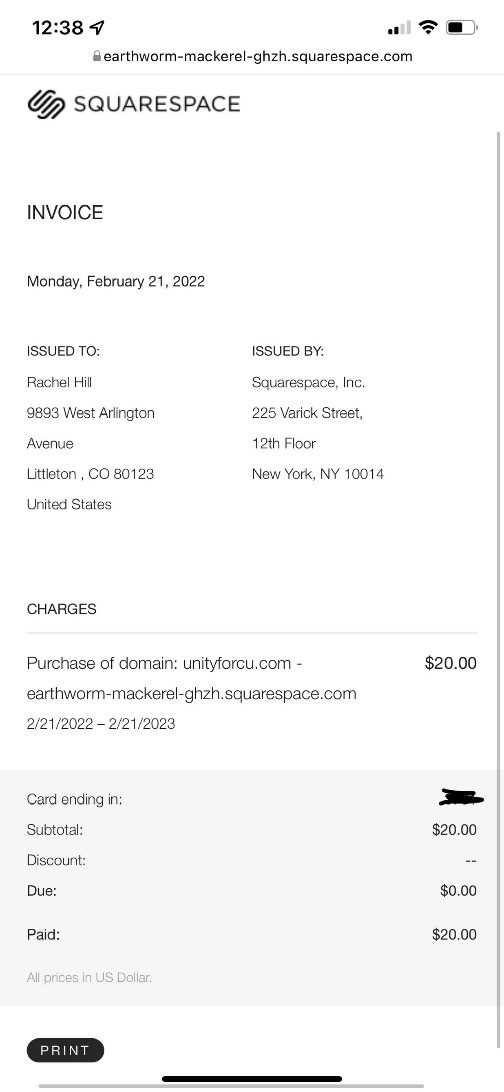 12:38
earthworm-mackerel-ghzh.squarespace.com
SQUARESPACE
INVOICE
Monday, February 21, 2022
ISSUED TO:
Rachel Hill
9893 West Arlington
Avenue
Littleton , CO 80123
United States
ISSUED BY:
Squarespace, Inc.
225 Varick Street,
12th Floor
New York, NY 10014
CHARGES
Purchase of domain: unityforcu.com - $20.00
earthworm-mackerel-ghzh.squarespace.com
2/21/2022 – 2/21/2023
Card ending in:
Subtotal: $20.00
Discount: --
Due: $0.00
Paid: $20.00
All prices in US Dollar.
PRINT